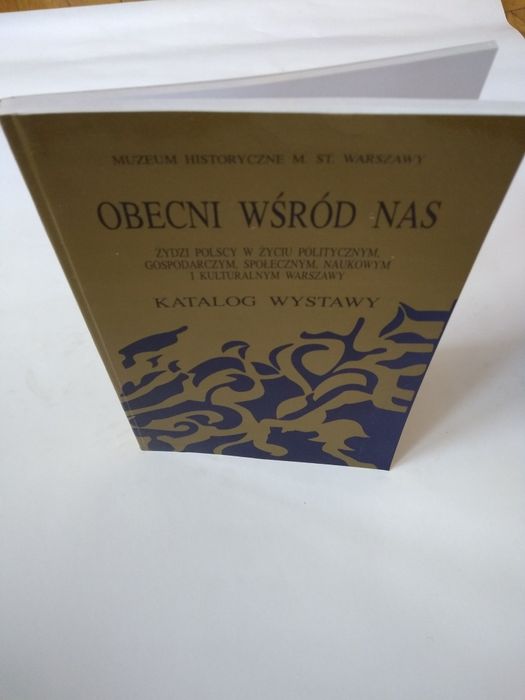 MUZEUM HISTORYCZNE M. ST. WARSZAWY
OBECNI WŚRÓD NAS
ŻYDZI POLSCY W ŻYCIU POLITYCZNYM,
GOSPODARCZYM, SPOŁECZNYM, NAUKOWYM
I KULTURALNYM WARSZAWY
KATALOG WYSTAWY